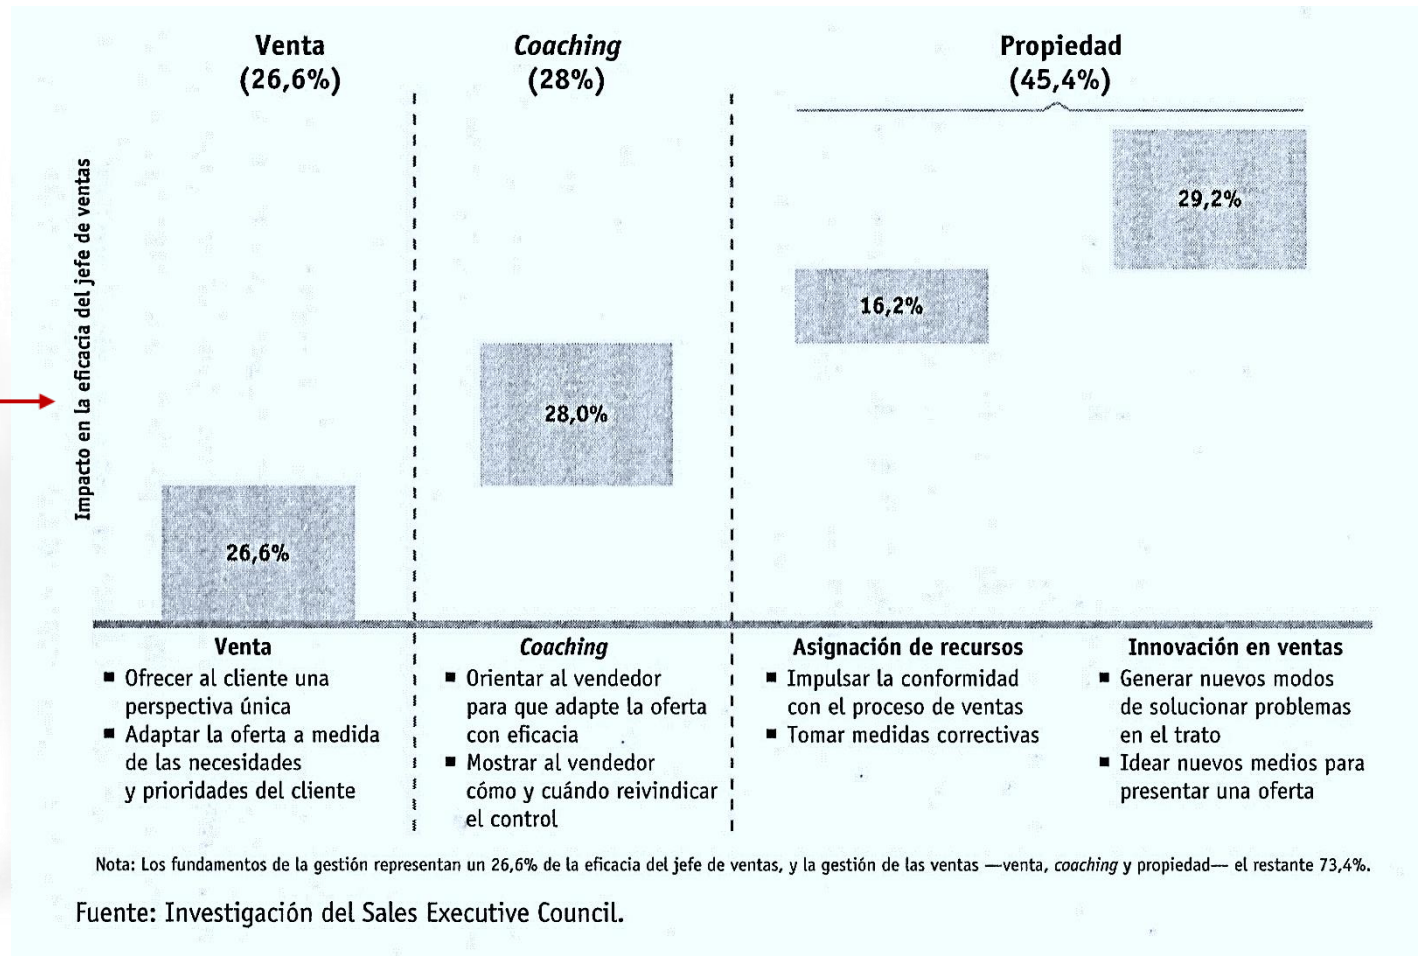 Venta
(26,6%)
Coaching
(28%)
Propiedad
(45,4%)
Impacto en la eficacia del jefe de ventas
26,6%
28,0%
16,2%
29,2%
Venta
▪ Ofrecer al cliente una
perspectiva única
▪ Adaptar la oferta a medida
de las necesidades
y prioridades del cliente
Coaching
▪ Orientar al vendedor
para que adapte la oferta
con eficacia
▪ Mostrar al vendedor
cómo y cuándo reivindicar
el control
Asignación de recursos
▪ Impulsar la conformidad
con el proceso de ventas
▪ Tomar medidas correctivas
Innovación en ventas
▪ Generar nuevos modos
de solucionar problemas
en el trato
▪ Idear nuevos medios para
presentar una oferta
Nota: Los fundamentos de la gestión representan un 26,6% de la eficacia del jefe de ventas, y la gestión de las ventas —venta, coaching y propiedad— el restante 73,4%.
Fuente: Investigación del Sales Executive Council.